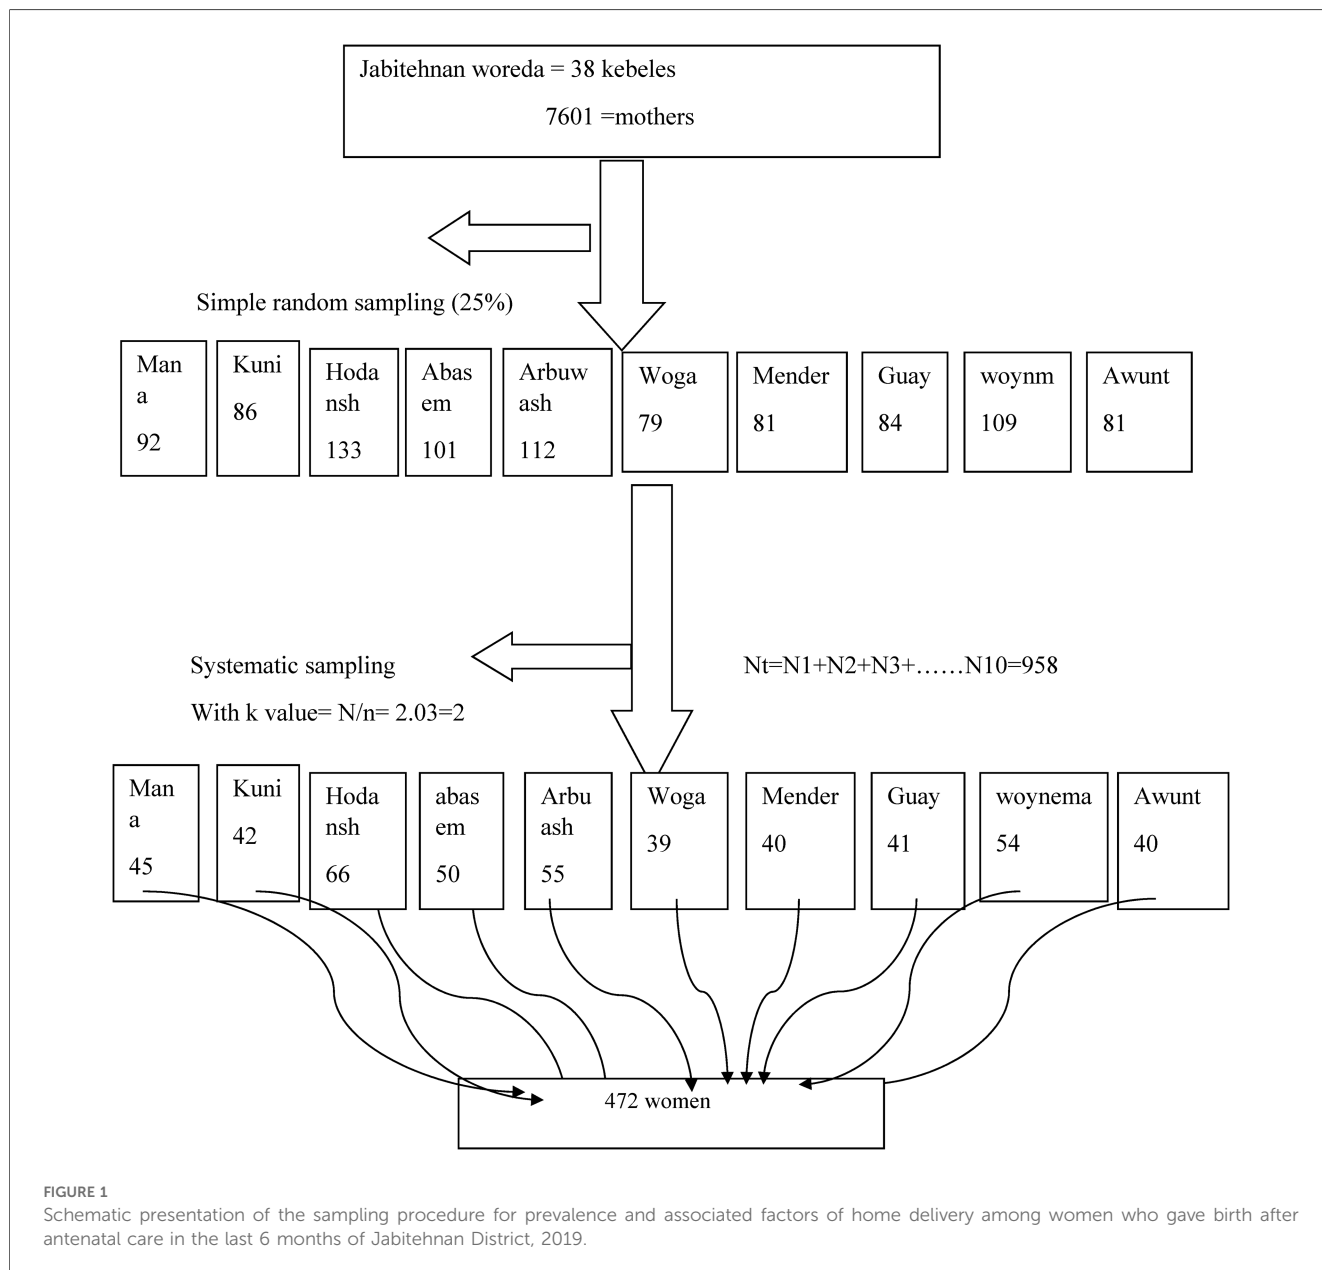 Jabitehnan woreda = 38 kebeles
7601 =mothers
Simple random sampling (25%)
Man
a
92
Kuni
86
Hoda
nsh
133
Abas
em
101
Arbuw
ash
112
Woga
79
Mender
81
Guay
84
woynm
109
Awunt
81
Systematic sampling
With k value= N/n= 2.03=2
Nt=N1+N2+N3+……N10=958
Man
a
45
Kuni
42
Hoda
nsh
66
abas
em
50
Arbu
ash
55
Woga
39
Mender
40
Guay
41
woynema
54
Awunt
40
472 women
FIGURE 1
Schematic presentation of the sampling procedure for prevalence and associated factors of home delivery among women who gave birth after
antenatal care in the last 6 months of Jabitehnan District, 2019.